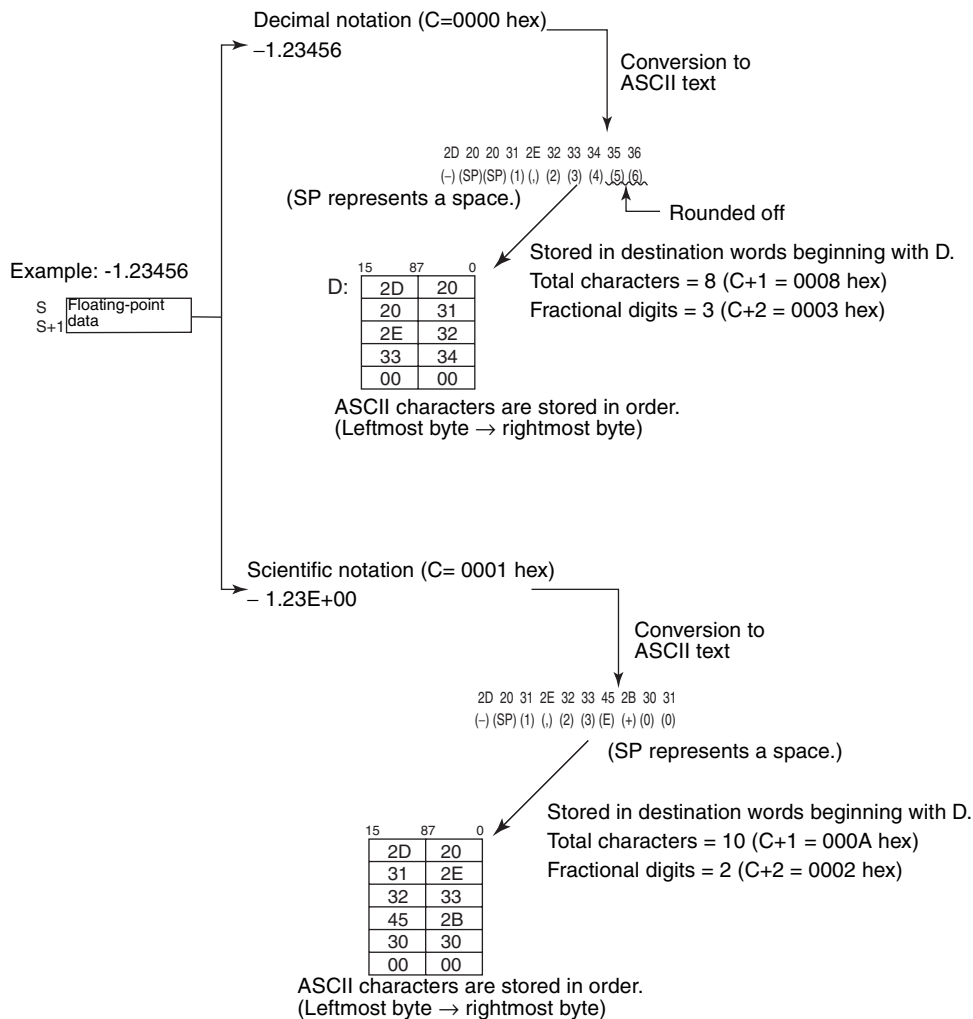 Decimal notation (C=0000 hex)
–1.23456
Conversion to
ASCII text
2D 20 20 31 2E 32 33 34 35 36
(–) (SP)(SP) (1) (,) (2) (3) (4) (5) (6)
(SP represents a space.)
Rounded off
Stored in destination words beginning with D.
Total characters = 8 (C+1 = 0008 hex)
Fractional digits = 3 (C+2 = 0003 hex)
Example: -1.23456
S
S+1
Floating-point
data
15 87 0
D:
2D 20
20 31
2E 32
33 34
00 00
ASCII characters are stored in order.
(Leftmost byte → rightmost byte)
Scientific notation (C= 0001 hex)
– 1.23E+00
Conversion to
ASCII text
2D 20 31 2E 32 33 45 2B 30 31
(–) (SP) (1) (,) (2) (3) (E) (+) (0) (0)
(SP represents a space.)
Stored in destination words beginning with D.
Total characters = 10 (C+1 = 000A hex)
Fractional digits = 2 (C+2 = 0002 hex)
15 87 0
2D 20
31 2E
32 33
45 2B
30 30
00 00
ASCII characters are stored in order.
(Leftmost byte → rightmost byte)